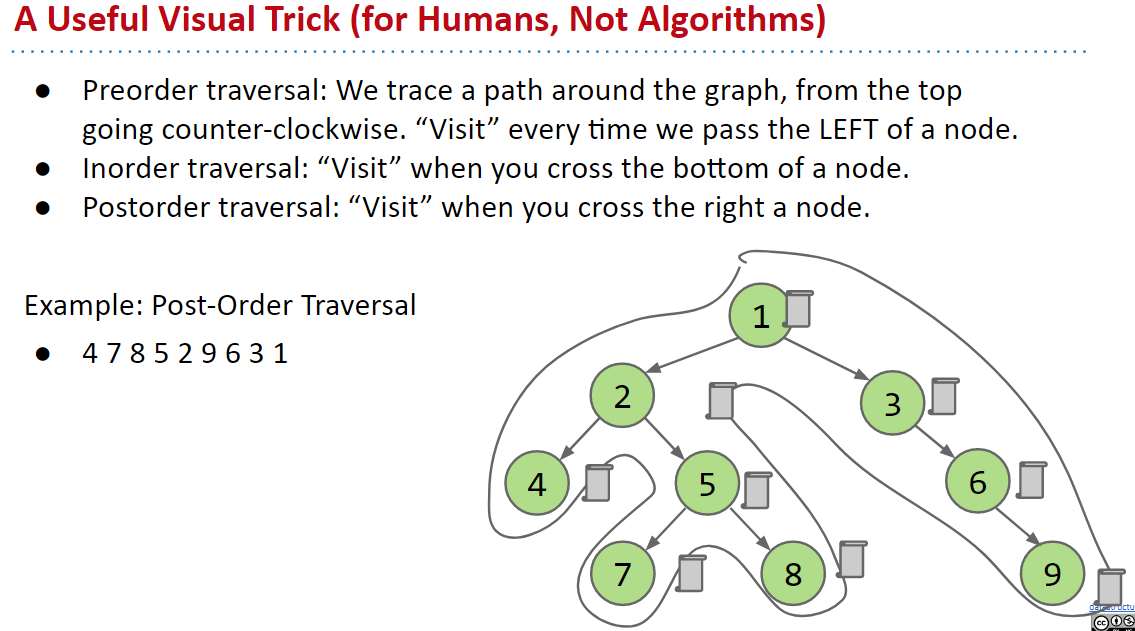 A Useful Visual Trick (for Humans, Not Algorithms)
● Preorder traversal: We trace a path around the graph, from the top
going counter-clockwise. “Visit” every time we pass the LEFT of a node.
● Inorder traversal: “Visit” when you cross the bottom of a node.
● Postorder traversal: “Visit” when you cross the right a node.
Example: Post-Order Traversal
● 4 7 8 5 2 9 6 3 1
1
2
3
4
5
6
7
8
9
datastructu
cc